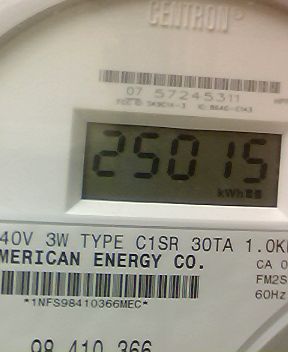 CENTRON®
07 57245311
25015
kWh
40V 3W TYPE C1SR 30TA 1.0K
MERICAN ENERGY CO.
CA 0
FM2S
60Hz
*1NFS98410366MEC*
98 410 366